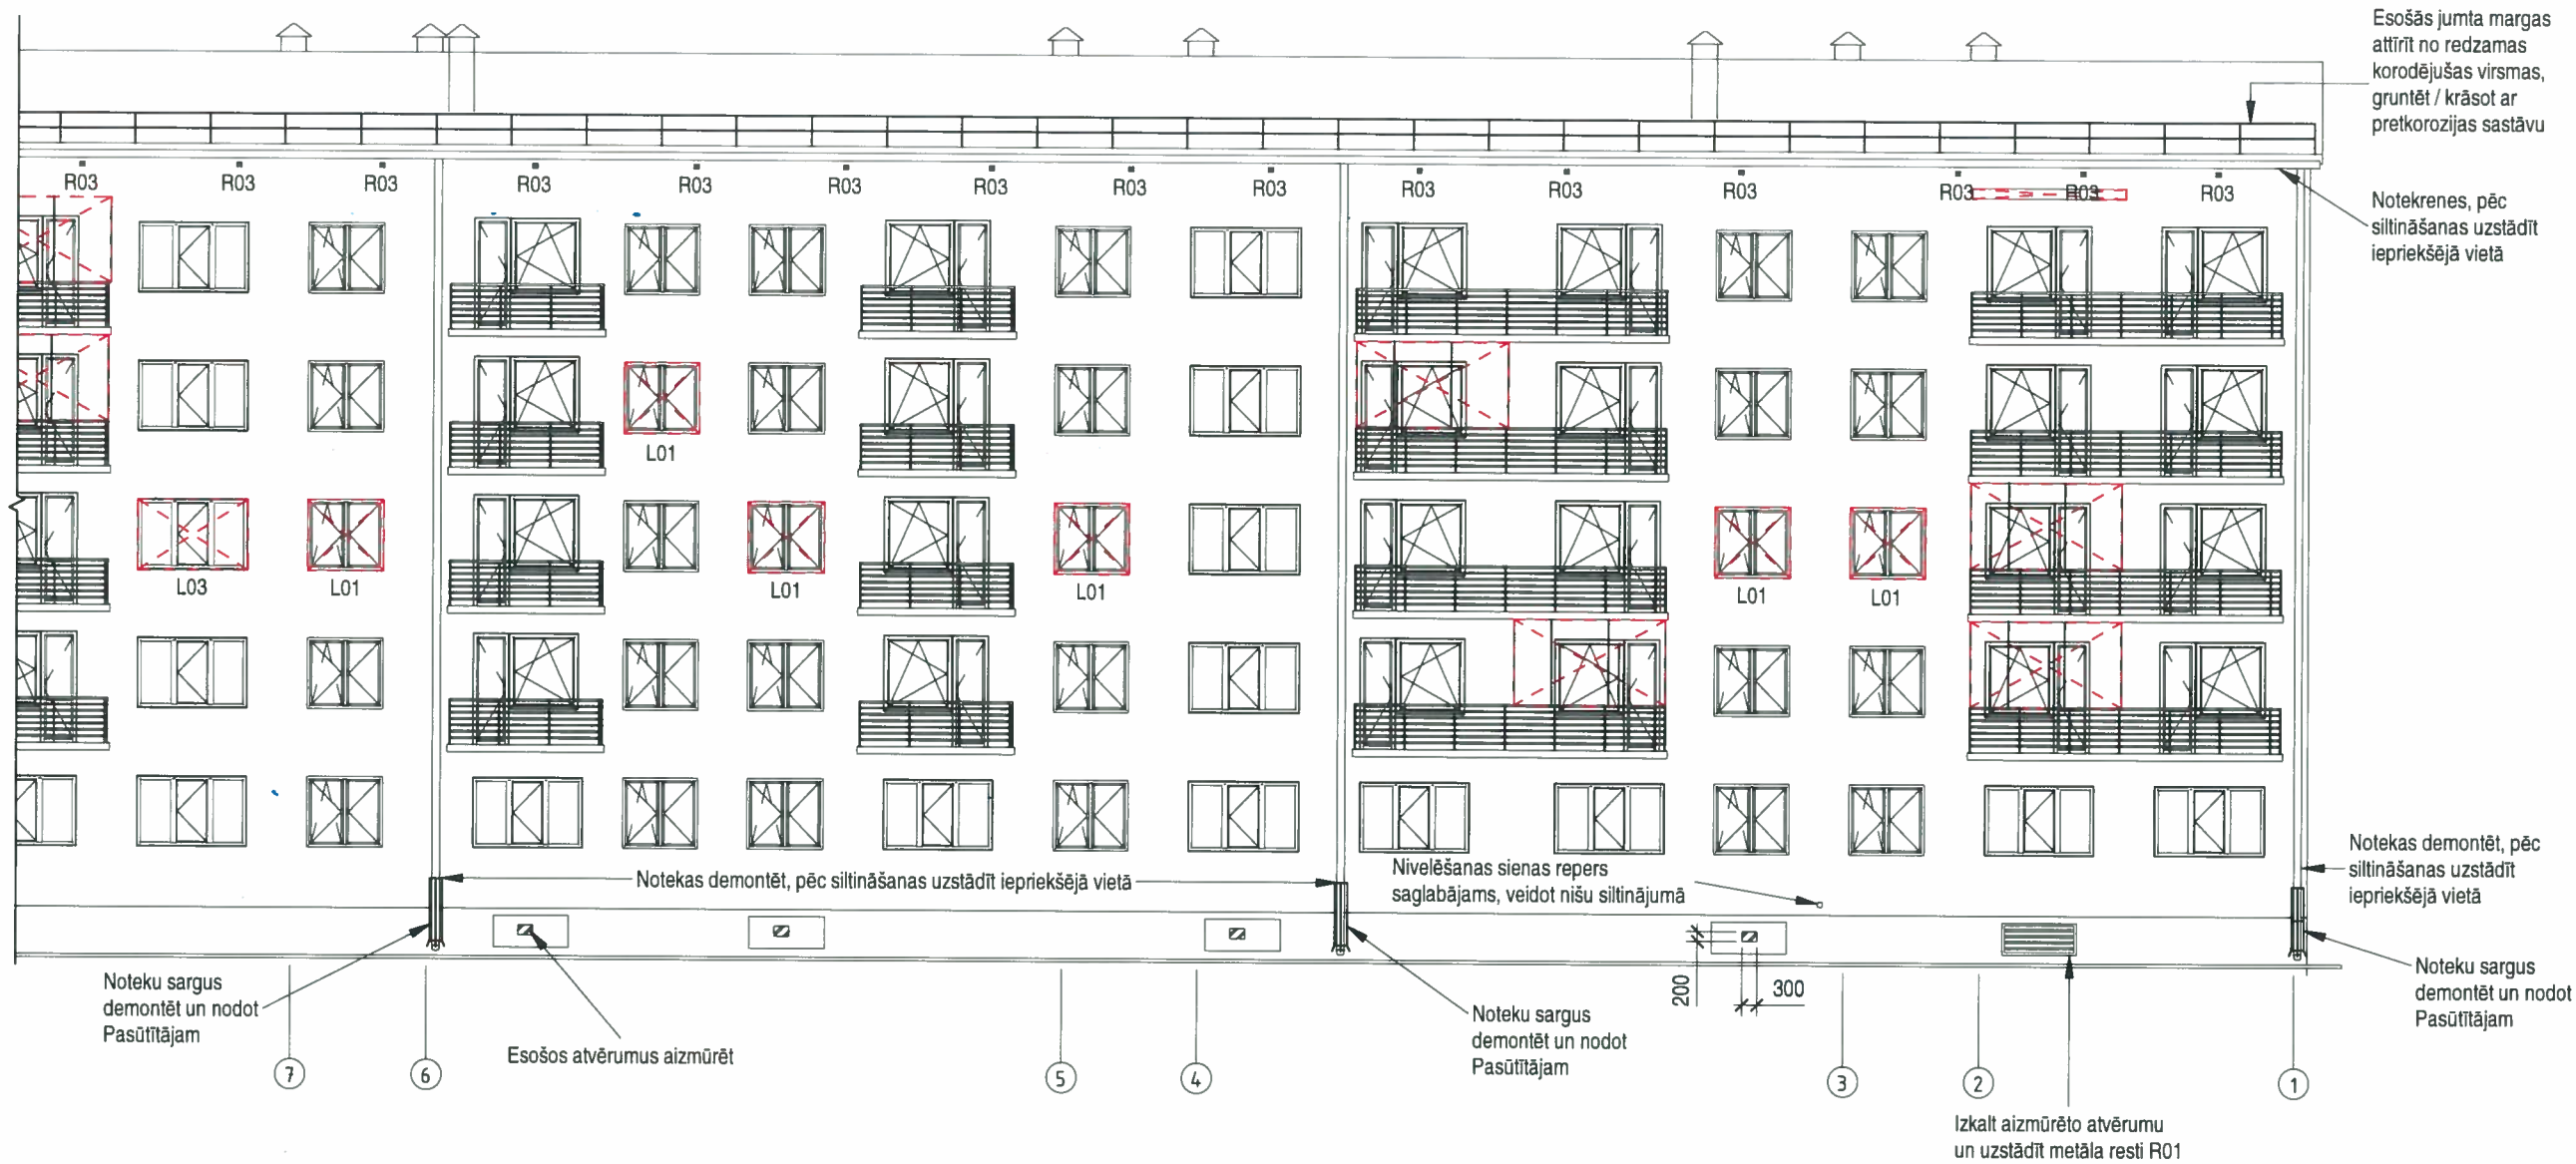 Esošās jumta margas
attīrīt no redzamas
korodējušas virsmas,
gruntēt / krāsot ar
pretkorozijas sastāvu
R03 R03 R03 R03 R03 R03 R03 R03 R03 R03 R03 R03 R03 R03 R03
Notekrenes, pēc
siltināšanas uzstādīt
iepriekšējā vietā
L01
L03 L01 L01 L01 L01 L01
Notekas demontēt, pēc siltināšanas uzstādīt iepriekšējā vietā
Nivelēšanas sienas repers
saglabājams, veidot nišu siltinājumā
Notekas demontēt, pēc
siltināšanas uzstādīt
iepriekšējā vietā
Noteku sargus
demontēt un nodot
Pasūtītājam
Esošos atvērumus aizmūrēt
Noteku sargus
demontēt un nodot
Pasūtītājam
200
300
Noteku sargus
demontēt un nodot
Pasūtītājam
7 6 5 4 3 2 1
Izkalt aizmūrēto atvērumu
un uzstādīt metāla resti R01